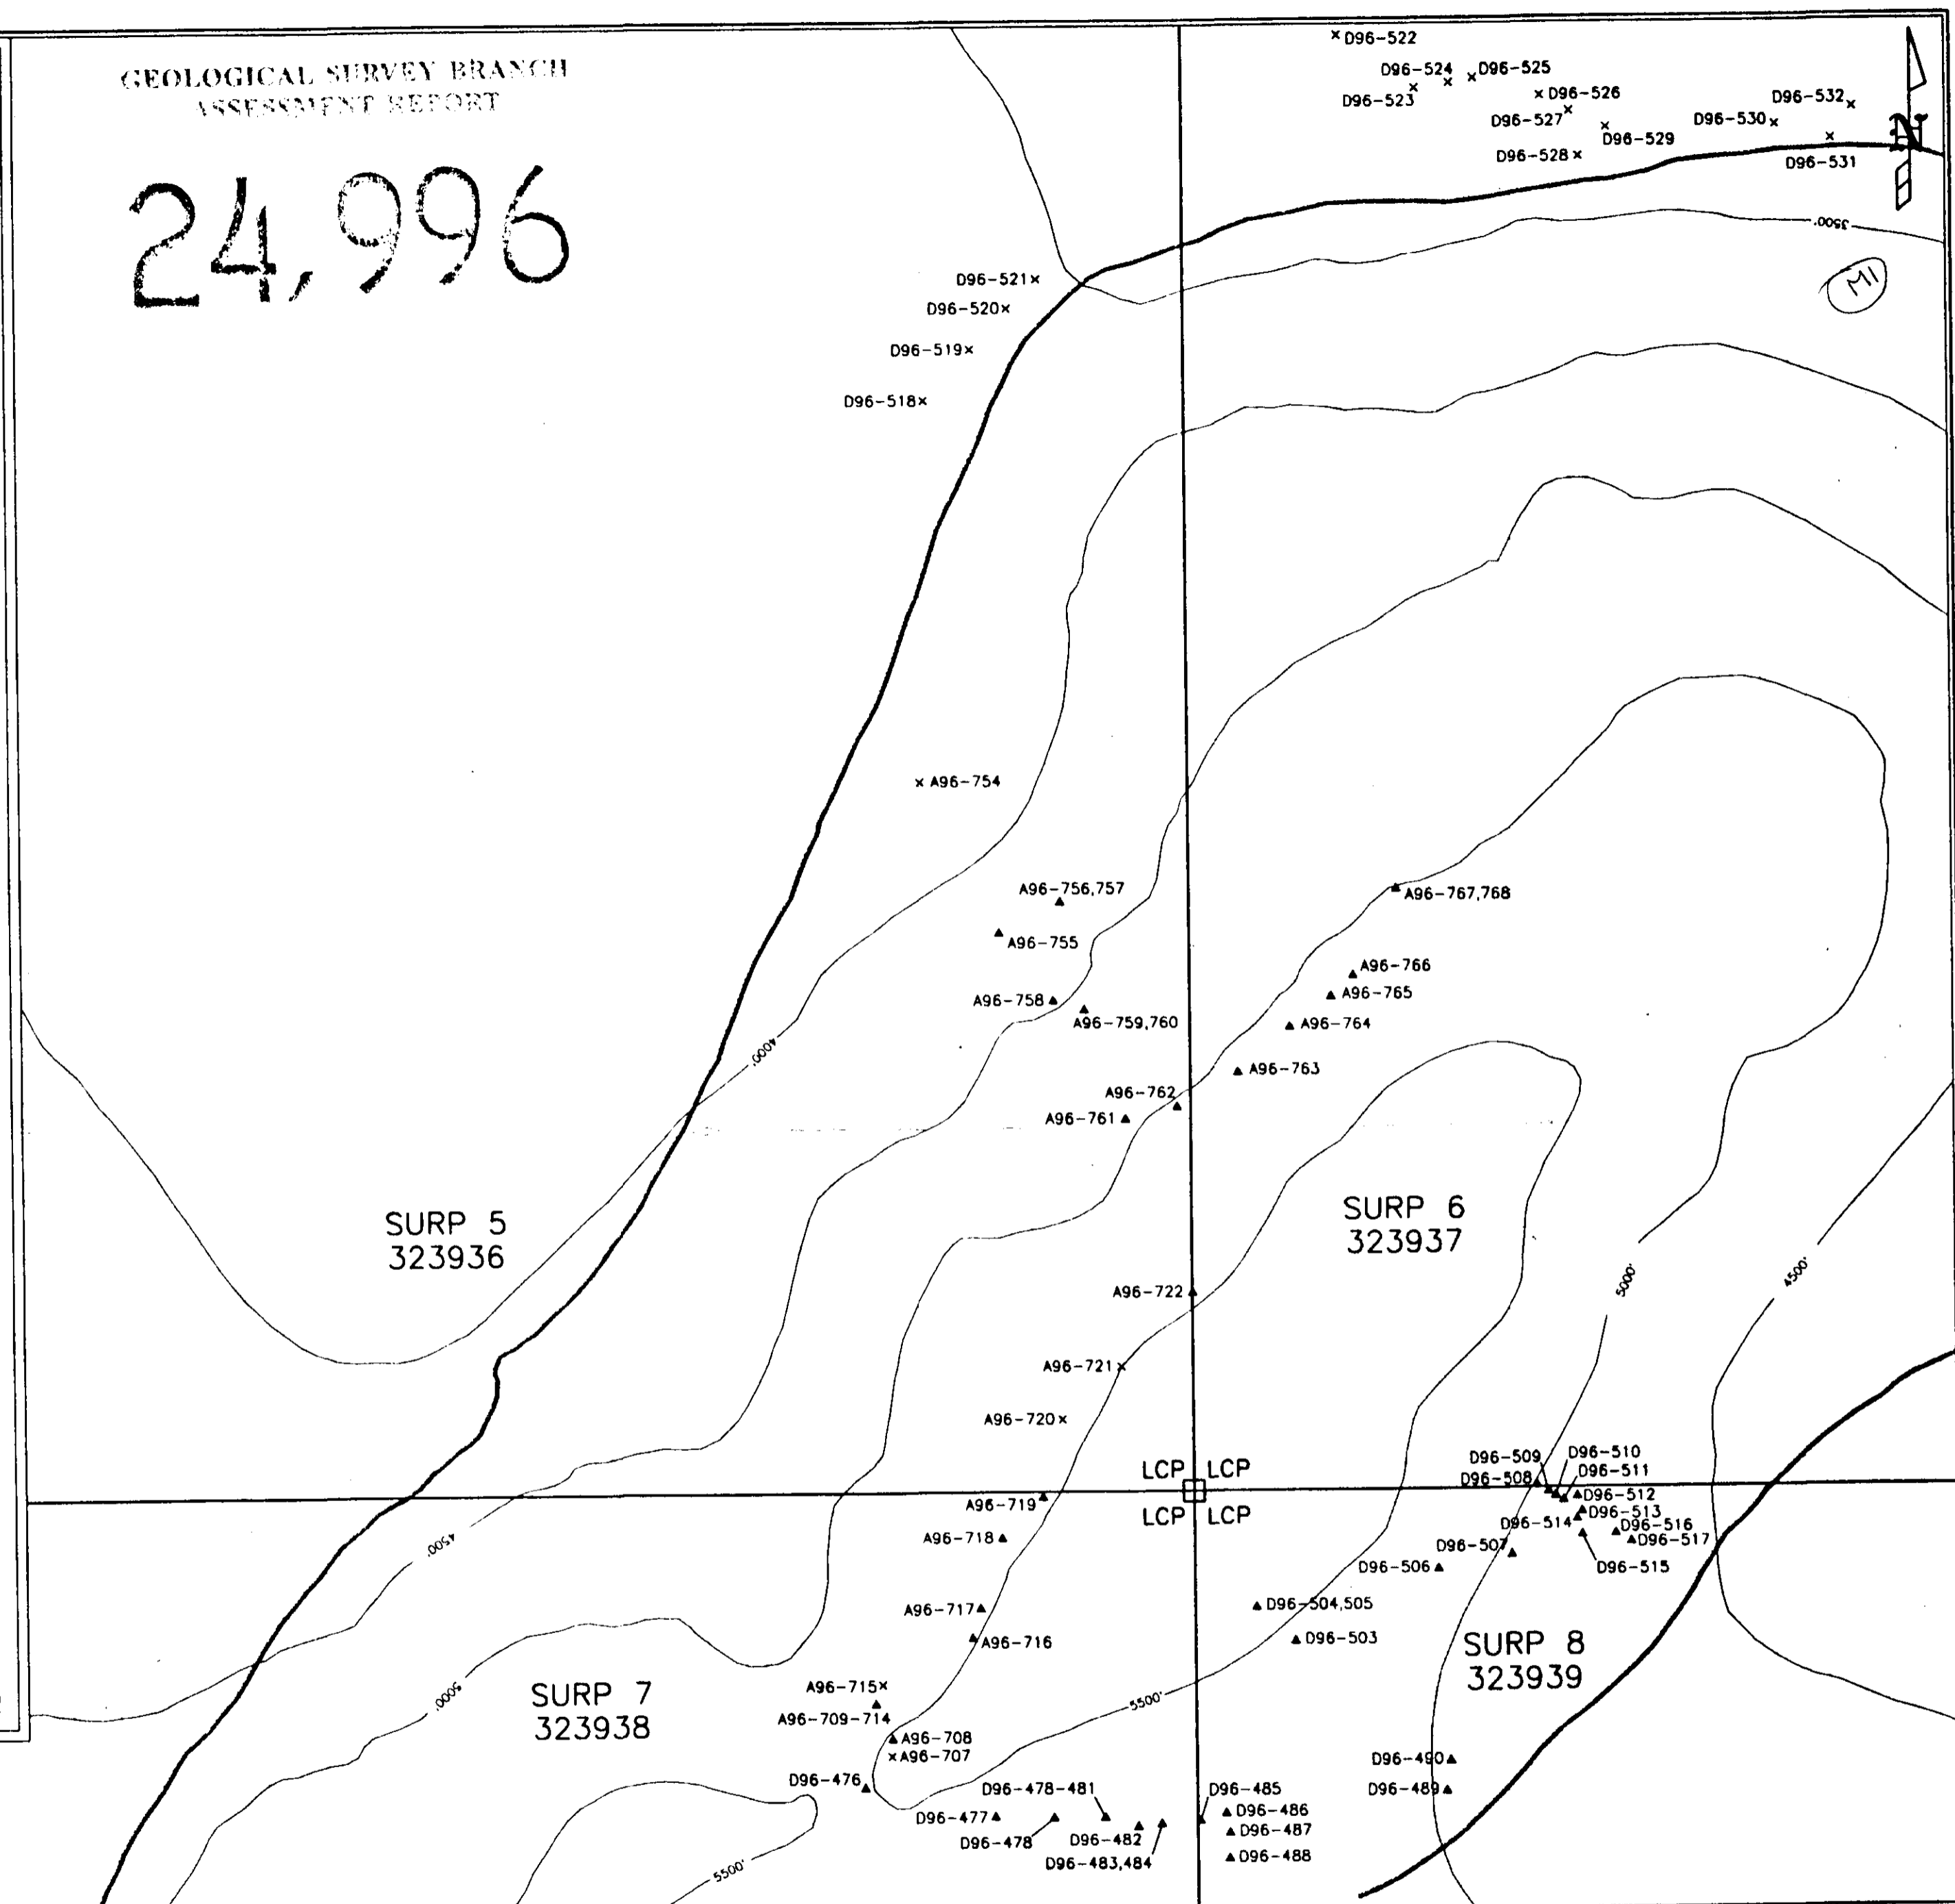 GEOLOGICAL SURVEY BRANCH
ASSESSMENT REPORT
24,996
D96-522
D96-524
D96-525
D96-523
D96-526
D96-527
D96-529
D96-528
D96-530
D96-532
D96-531
N
3500'
M1
D96-521
D96-520
D96-519
D96-518
A96-754
A96-756,757
A96-755
A96-767,768
A96-758
A96-759,760
A96-766
A96-765
A96-764
A96-763
A96-762
A96-761
4000'
SURP 5
323936
SURP 6
323937
5000'
4500'
A96-722
A96-721
A96-720
LCP
LCP
LCP
LCP
A96-719
A96-718
A96-717
A96-716
A96-715
A96-709-714
A96-708
A96-707
4500'
5000'
SURP 7
323938
D96-509
D96-510
D96-508
D96-511
D96-512
D96-513
D96-514
D96-516
D96-517
D96-515
D96-507
D96-506
D96-504,505
D96-503
SURP 8
323939
5500'
D96-490
D96-489
D96-476
D96-478-481
D96-485
D96-486
D96-477
D96-478
D96-482
D96-487
D96-483,484
D96-488
5500'